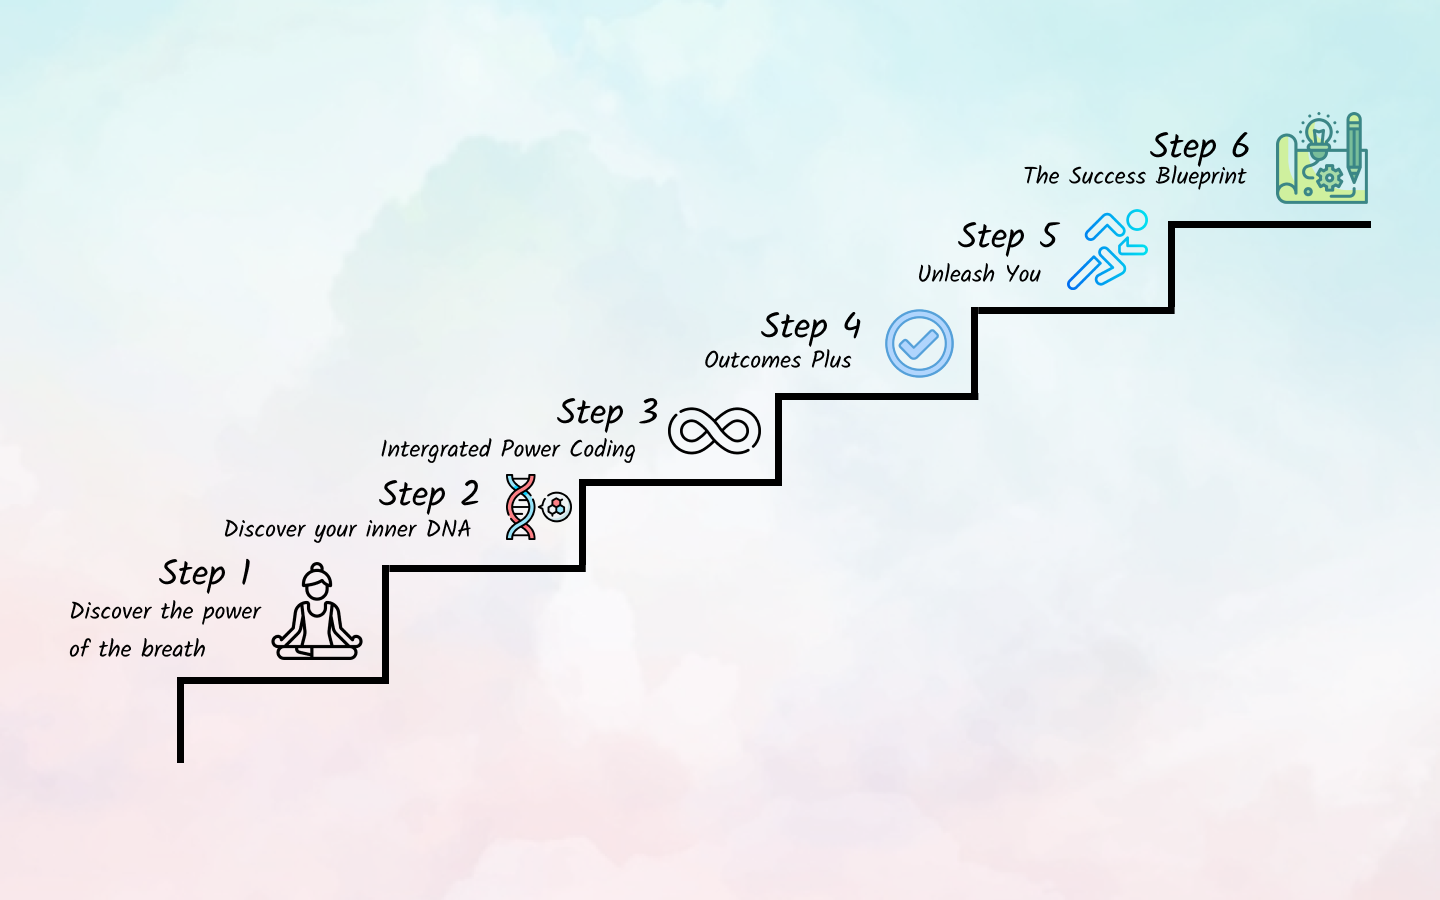 Step 1
Discover the power
of the breath
Step 2
Discover your inner DNA
Step 3
Intergrated Power Coding
Step 4
Outcomes Plus
Step 5
Unleash You
Step 6
The Success Blueprint